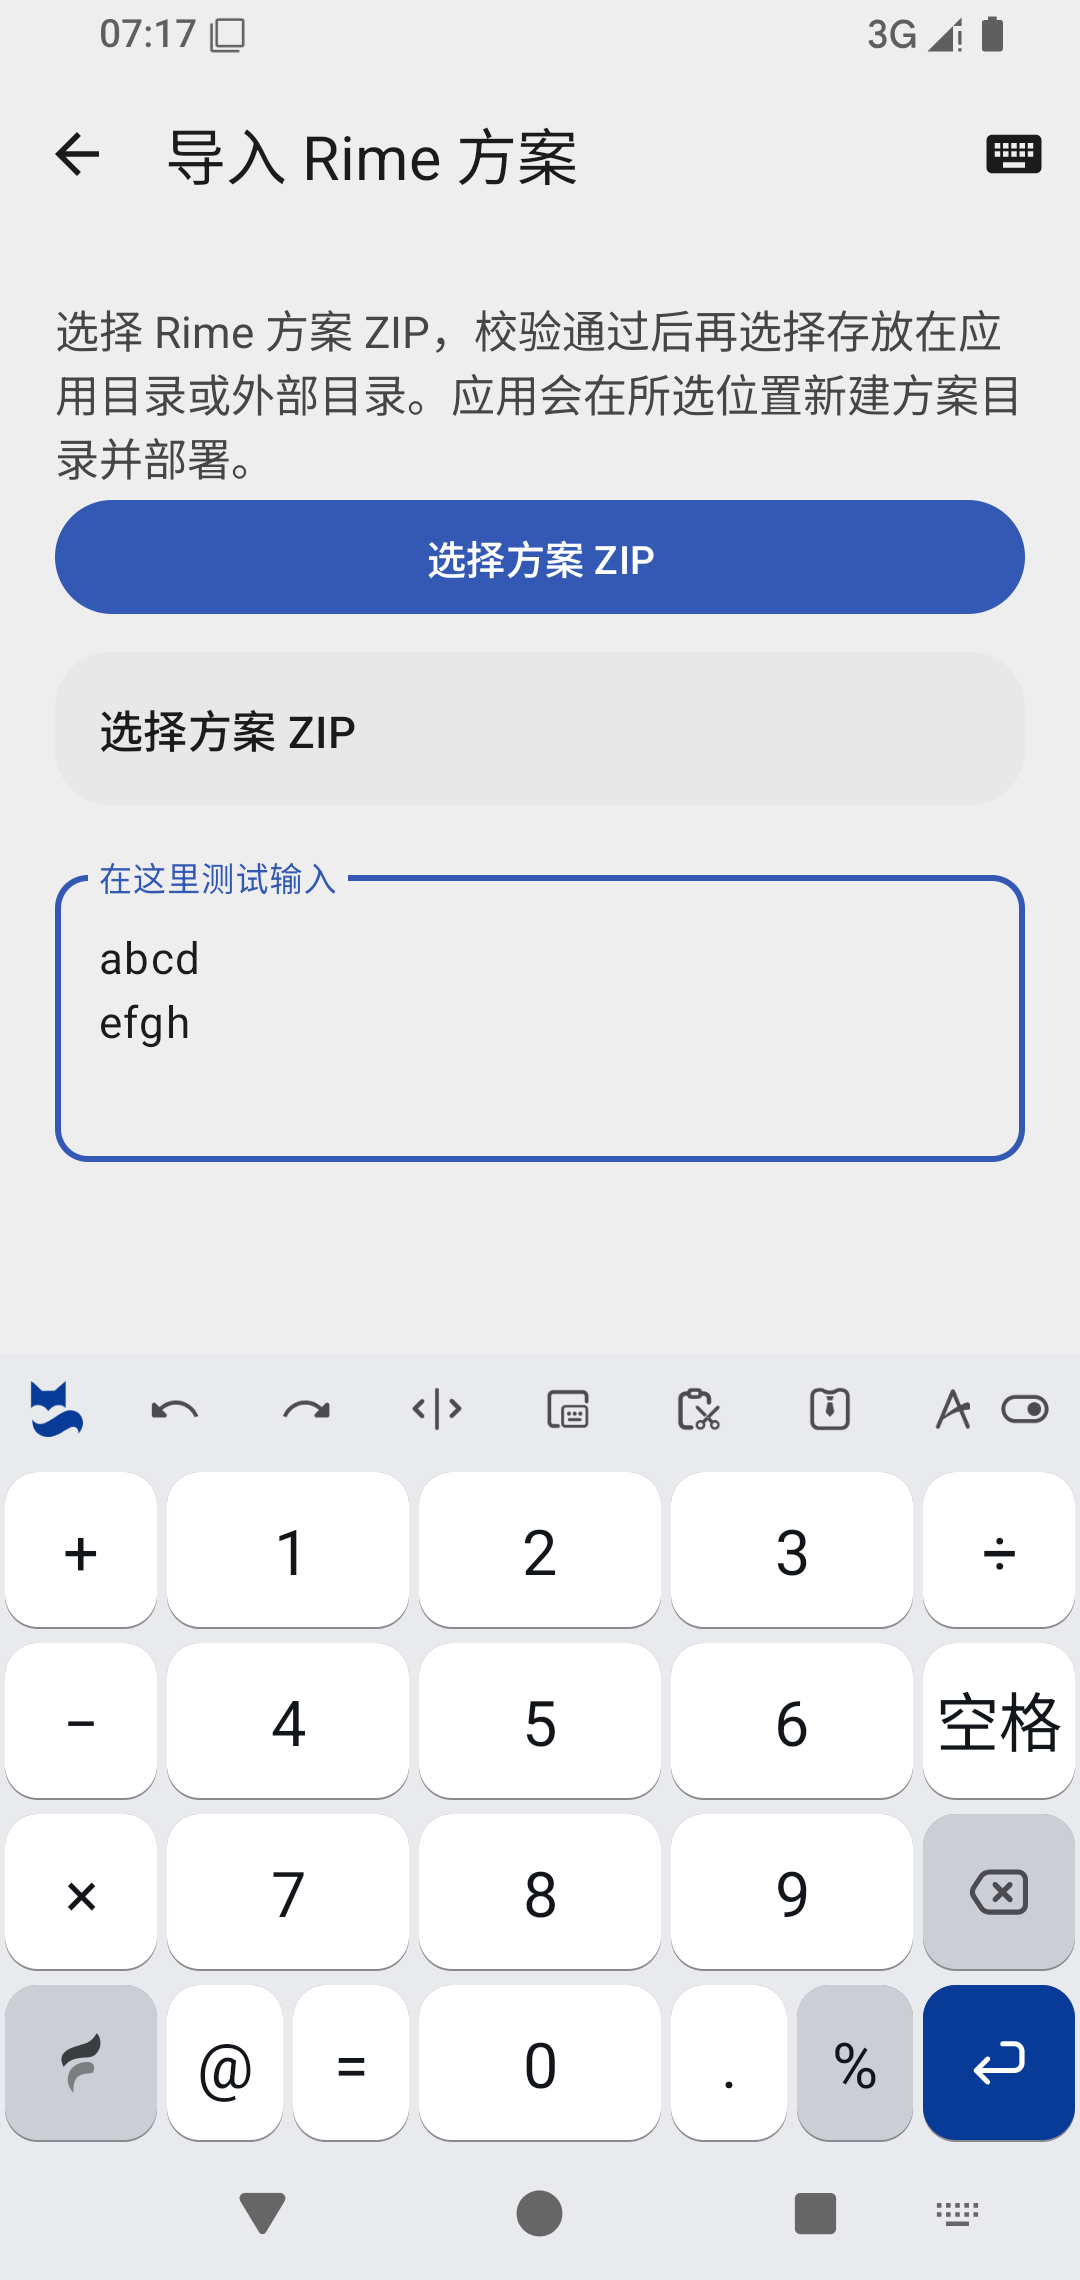 07:17 3G
导入 Rime 方案
选择 Rime 方案 ZIP，校验通过后再选择存放在应
用目录或外部目录。应用会在所选位置新建方案目
录并部署。
选择方案 ZIP
选择方案 ZIP
在这里测试输入
abcd
efgh
+ 1 2 3 ÷
− 4 5 6 空格
× 7 8 9
@ = 0 . %